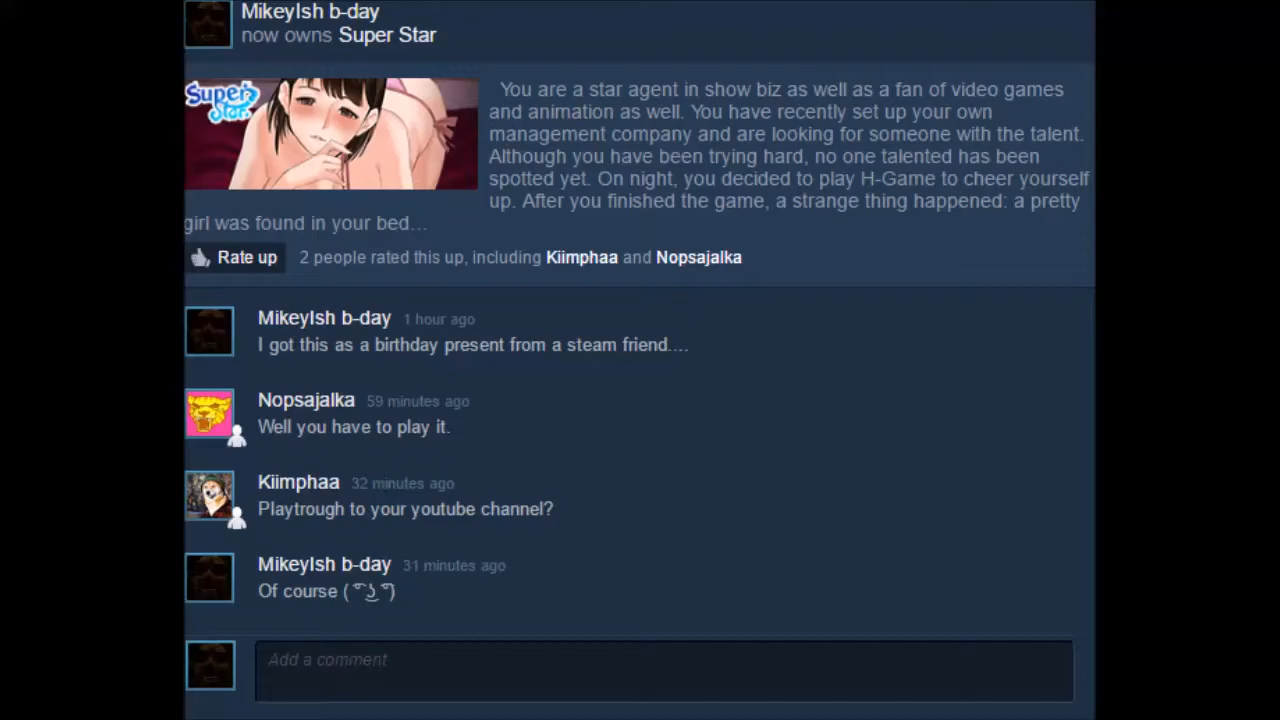 MikeyIsh b-day
now owns Super Star
Super Star
You are a star agent in show biz as well as a fan of video games
and animation as well. You have recently set up your own
management company and are looking for someone with the talent.
Although you have been trying hard, no one talented has been
spotted yet. On night, you decided to play H-Game to cheer yourself
up. After you finished the game, a strange thing happened: a pretty
girl was found in your bed...
Rate up 2 people rated this up, including Kiimphaa and Nopsajalka
MikeyIsh b-day 1 hour ago
I got this as a birthday present from a steam friend....
Nopsajalka 59 minutes ago
Well you have to play it.
Kiimphaa 32 minutes ago
Playtrough to your youtube channel?
MikeyIsh b-day 31 minutes ago
Of course ( ͡° ͜ʖ ͡°)
Add a comment